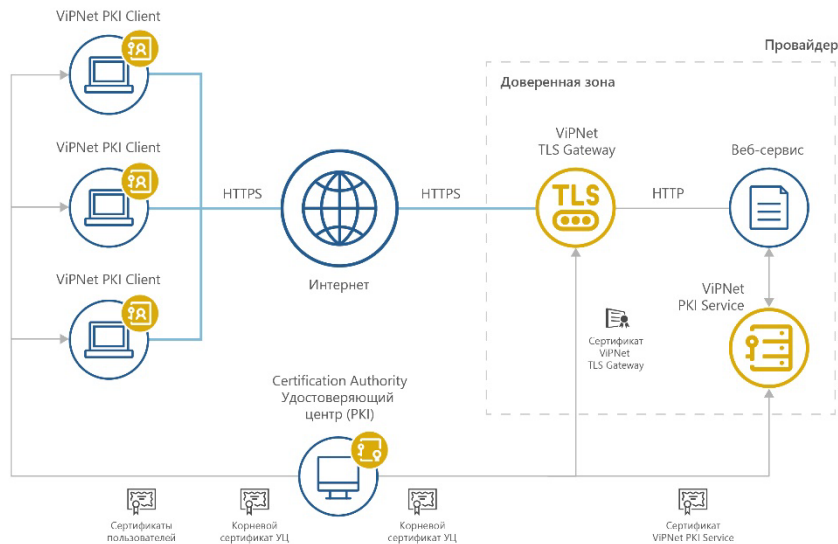 ViPNet PKI Client
Провайдер
Доверенная зона
ViPNet
TLS Gateway
Веб-сервис
ViPNet PKI Client
TLS
HTTPS
HTTPS
HTTP
ViPNet PKI Client
Интернет
ViPNet
PKI Service
Сертификат
ViPNet
TLS Gateway
Certification Authority
Удостоверяющий
центр (PKI)
Сертификаты
пользователей
Корневой
сертификат УЦ
Корневой
сертификат УЦ
Сертификат
ViPNet PKI Service